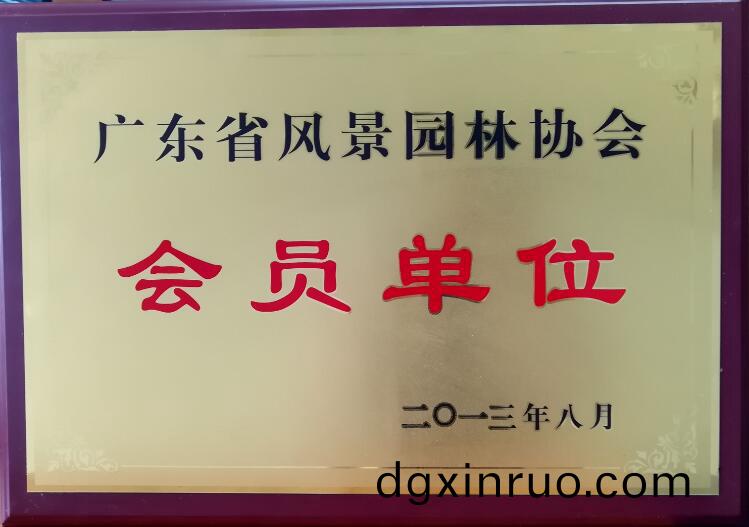 广东省风景园林协会
会员单位
二〇一三年八月
dgxinruo.com